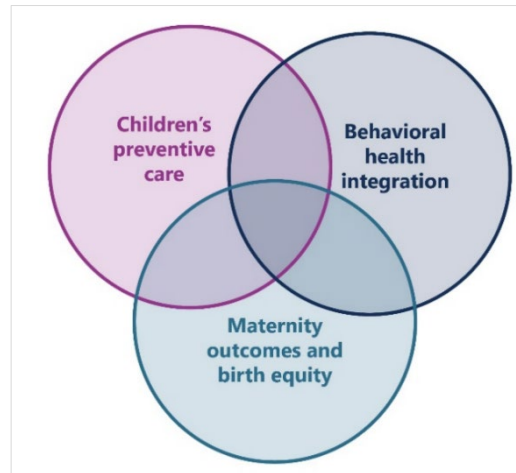 Children's
preventive
care
Behavioral
health
integration
Maternity
outcomes and
birth equity